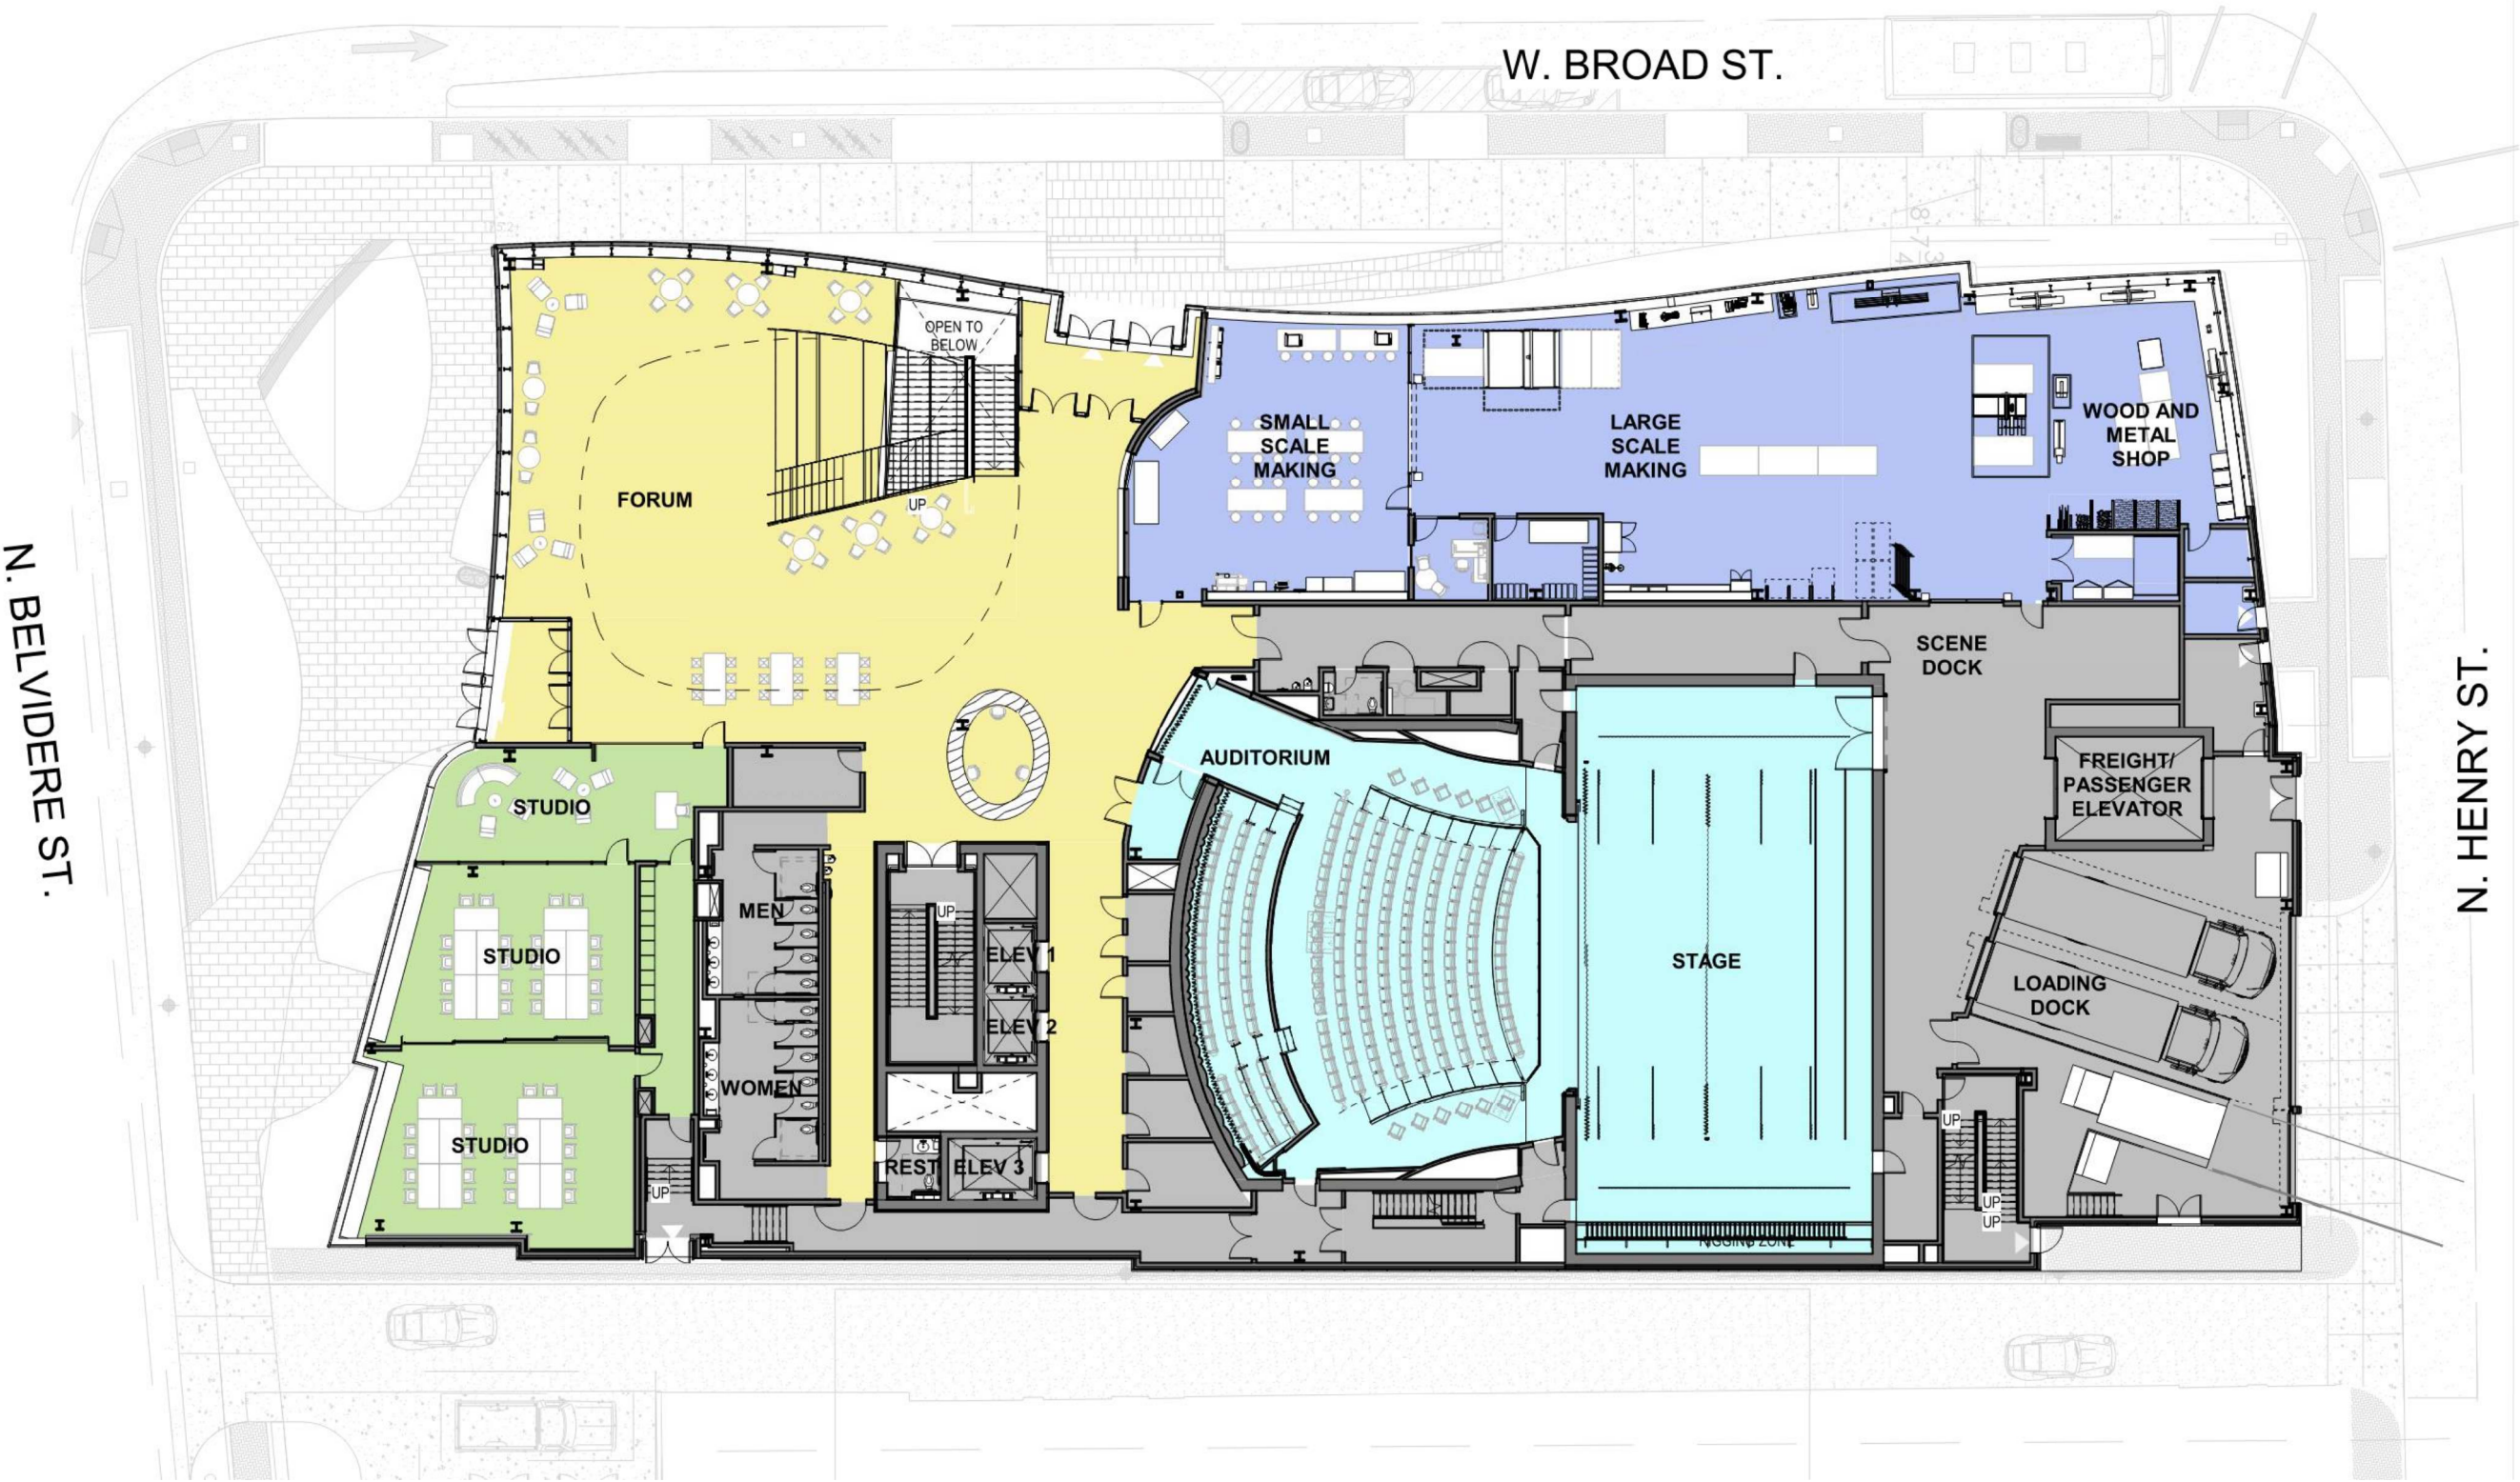 W. BROAD ST.
N. BELVIDERE ST.
N. HENRY ST.
OPEN TO
BELOW
FORUM
UP
SMALL
SCALE
MAKING
LARGE
SCALE
MAKING
WOOD AND
METAL
SHOP
SCENE
DOCK
AUDITORIUM
FREIGHT/
PASSENGER
ELEVATOR
STUDIO
STUDIO
STUDIO
MEN
WOMEN
UP
ELEV 1
ELEV 2
REST
ELEV 3
UP
STAGE
RIGGING ZONE
LOADING
DOCK
UP
UP
UP